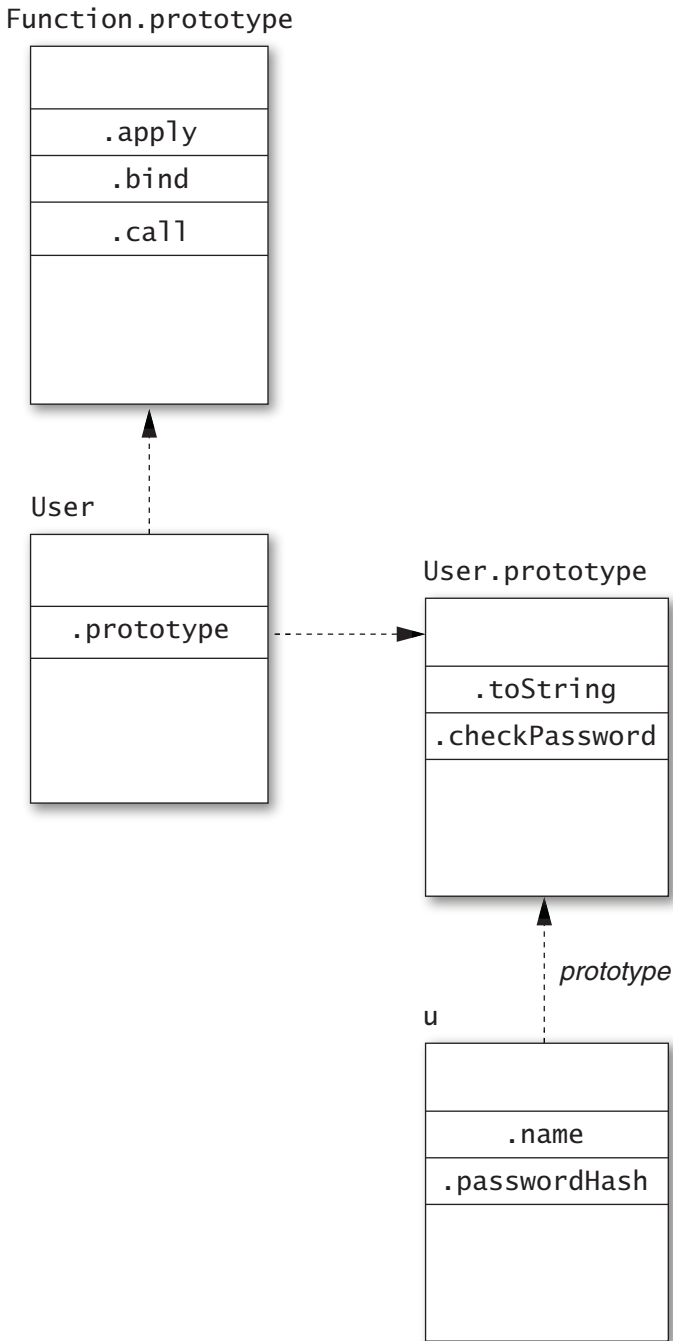 Function.prototype
.apply
.bind
.call
User
.prototype
User.prototype
.toString
.checkPassword
prototype
u
.name
.passwordHash